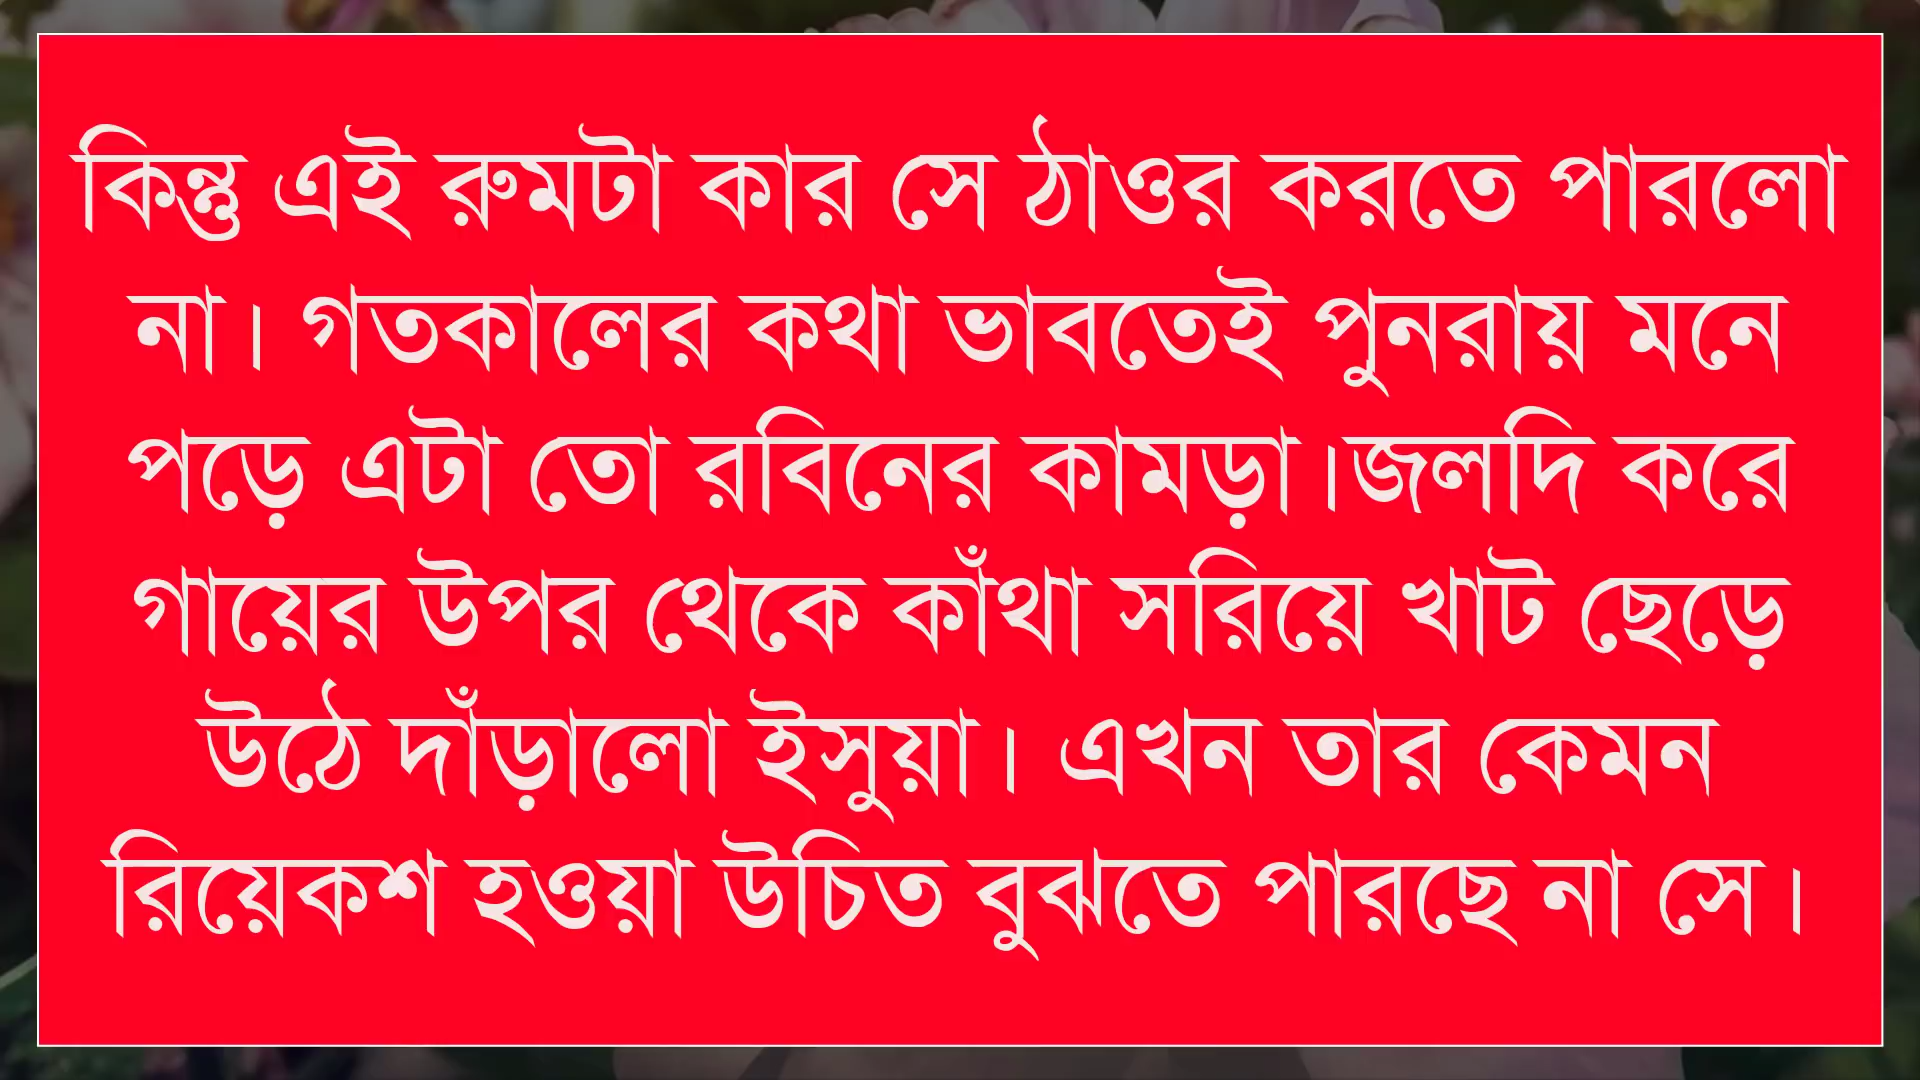 কিন্তু এই রুমটা কার সে ঠাওর করতে পারলো
না। গতকালের কথা ভাবতেই পুনরায় মনে
পড়ে এটা তো রবিনের কামড়া।জলদি করে
গায়ের উপর থেকে কাঁথা সরিয়ে খাট ছেড়ে
উঠে দাঁড়ালো ইসুয়া। এখন তার কেমন
রিয়েকশ হওয়া উচিত বুঝতে পারছে না সে।